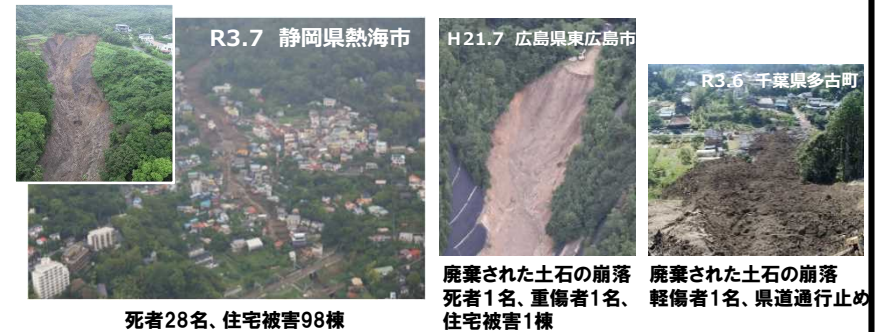 R3.7 静岡県熱海市
死者28名、住宅被害98棟
H21.7 広島県東広島市
廃棄された土石の崩落
死者1名、重傷者1名、
住宅被害1棟
R3.6 千葉県多古町
廃棄された土石の崩落
軽傷者1名、県道通行止め